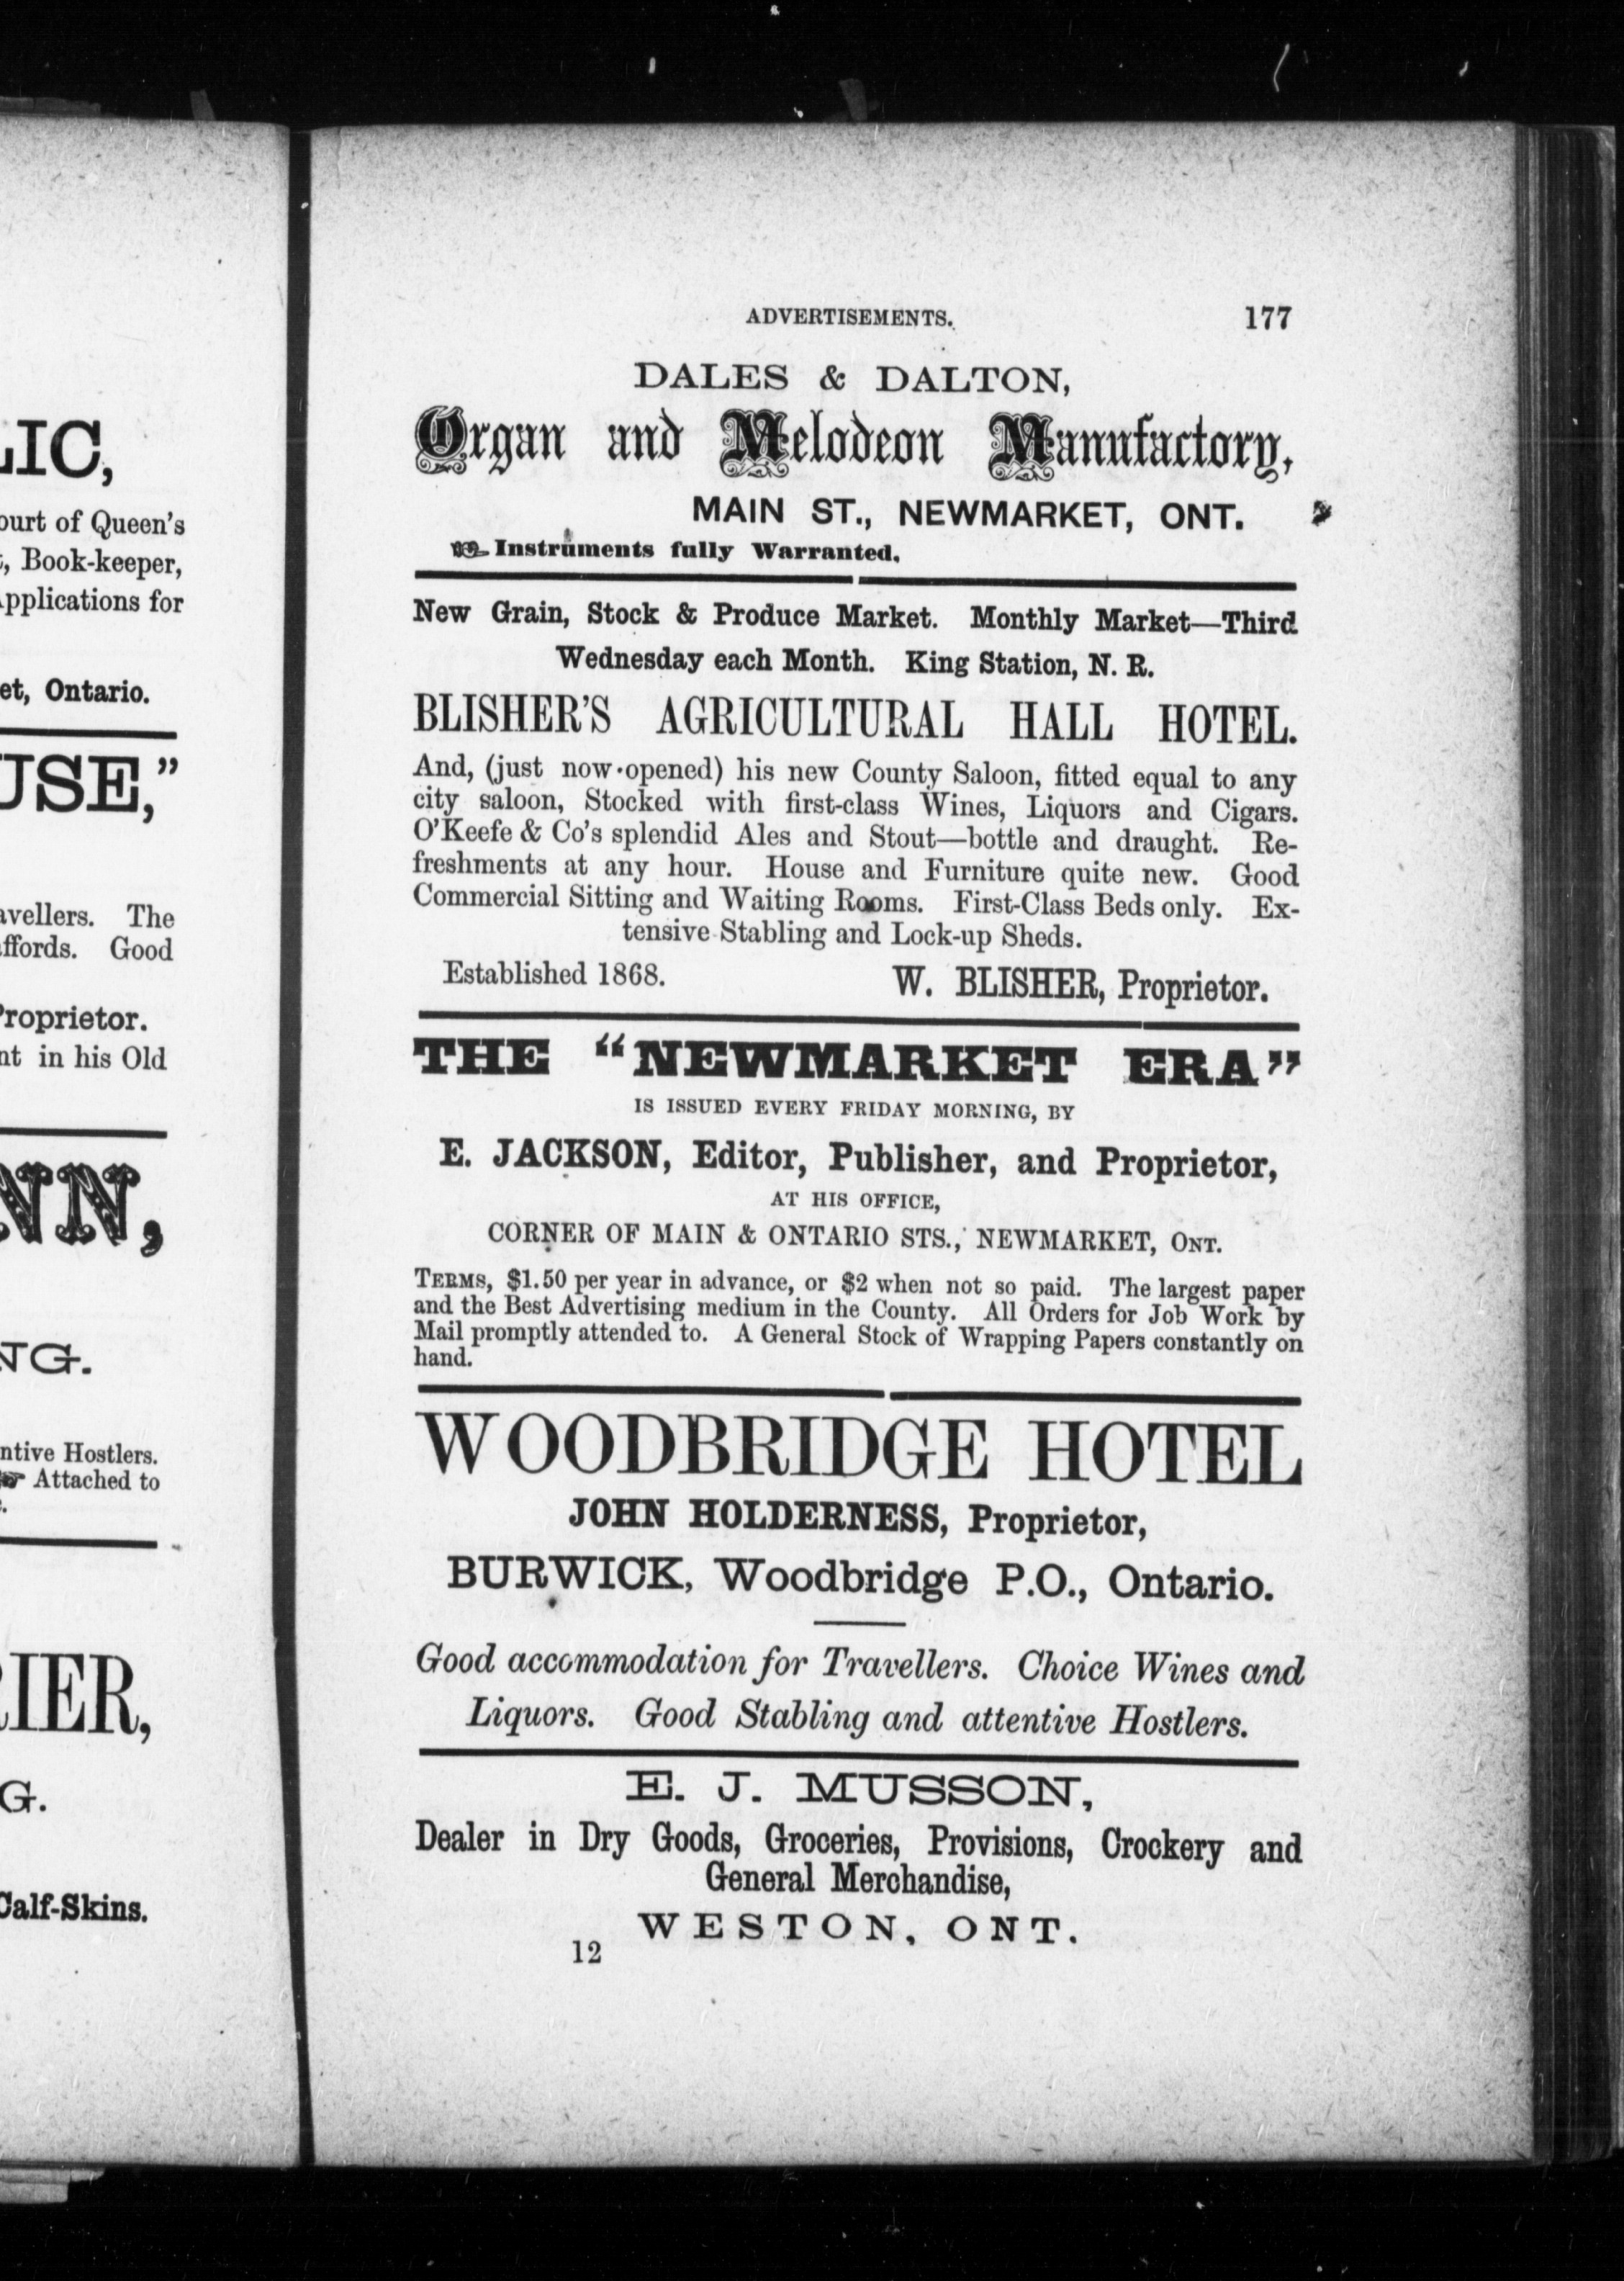 LIC,
ourt of Queen's
, Book-keeper,
pplications for
et, Ontario.
USE,"
avellers. The
ffords. Good
Proprietor.
nt in his Old
NN,
NG.
ntive Hostlers.
Attached to
RIER,
G.
Calf-Skins.
ADVERTISEMENTS. 177
DALES & DALTON,
Organ and Melodeon Manufactory,
MAIN ST., NEWMARKET, ONT.
☞ Instruments fully Warranted.
New Grain, Stock & Produce Market. Monthly Market—Third
Wednesday each Month. King Station, N. R.
BLISHER'S AGRICULTURAL HALL HOTEL.
And, (just now opened) his new County Saloon, fitted equal to any
city saloon, Stocked with first-class Wines, Liquors and Cigars.
O'Keefe & Co's splendid Ales and Stout—bottle and draught. Re-
freshments at any hour. House and Furniture quite new. Good
Commercial Sitting and Waiting Rooms. First-Class Beds only. Ex-
tensive Stabling and Lock-up Sheds.
Established 1868. W. BLISHER, Proprietor.
THE "NEWMARKET ERA"
IS ISSUED EVERY FRIDAY MORNING, BY
E. JACKSON, Editor, Publisher, and Proprietor,
AT HIS OFFICE,
CORNER OF MAIN & ONTARIO STS., NEWMARKET, ONT.
TERMS, $1.50 per year in advance, or $2 when not so paid. The largest paper
and the Best Advertising medium in the County. All Orders for Job Work by
Mail promptly attended to. A General Stock of Wrapping Papers constantly on
hand.
WOODBRIDGE HOTEL
JOHN HOLDERNESS, Proprietor,
BURWICK, Woodbridge P.O., Ontario.
Good accommodation for Travellers. Choice Wines and
Liquors. Good Stabling and attentive Hostlers.
E. J. MUSSON,
Dealer in Dry Goods, Groceries, Provisions, Crockery and
General Merchandise,
WESTON, ONT.
12